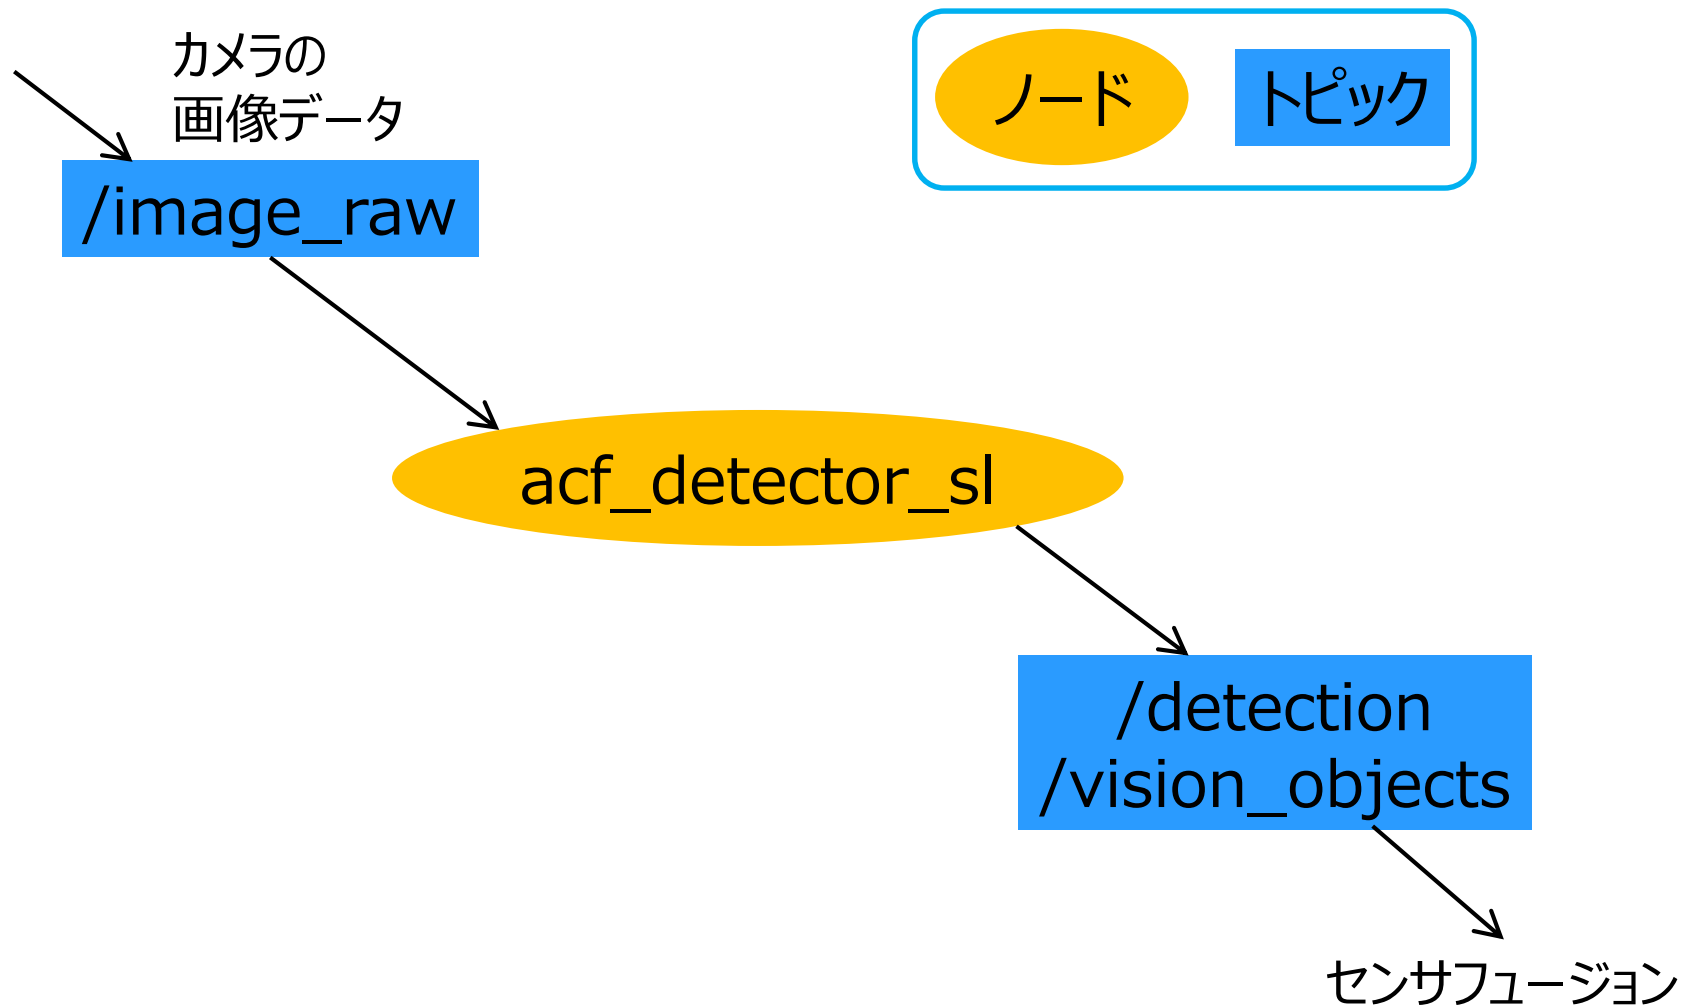 カメラの
画像データ
ノード
トピック
/image_raw
acf_detector_sl
/detection
/vision_objects
センサフュージョン